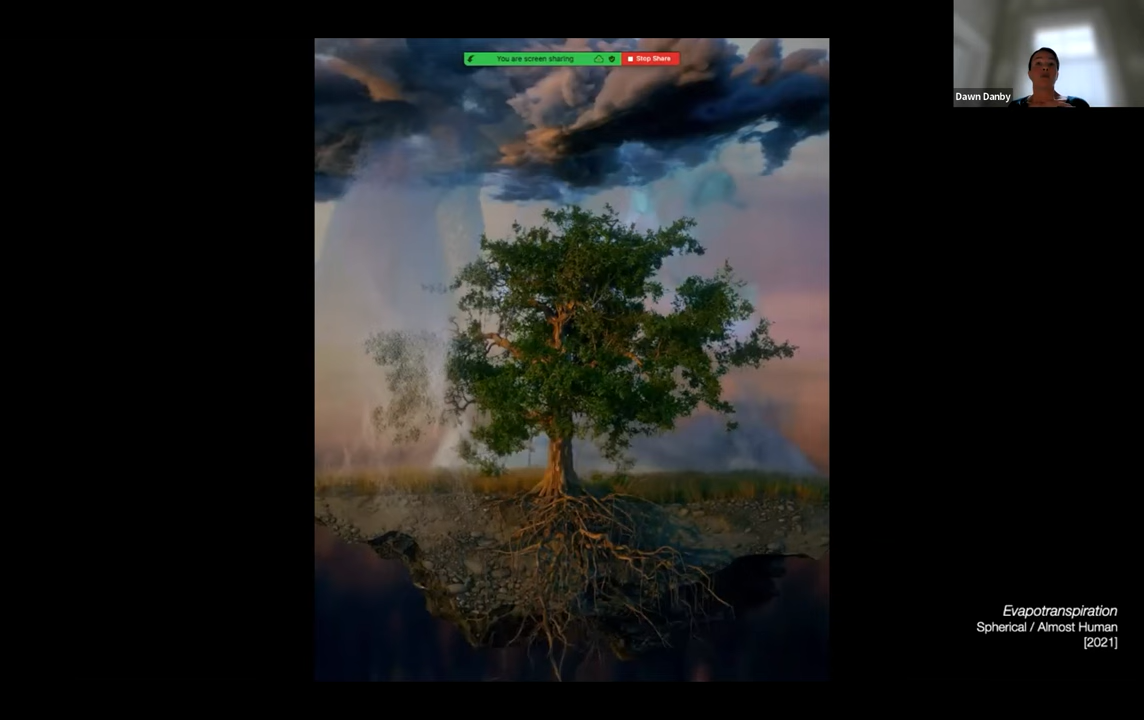 You are screen sharing
Stop Share
Dawn Danby
Evapotranspiration
Spherical / Almost Human
[2021]